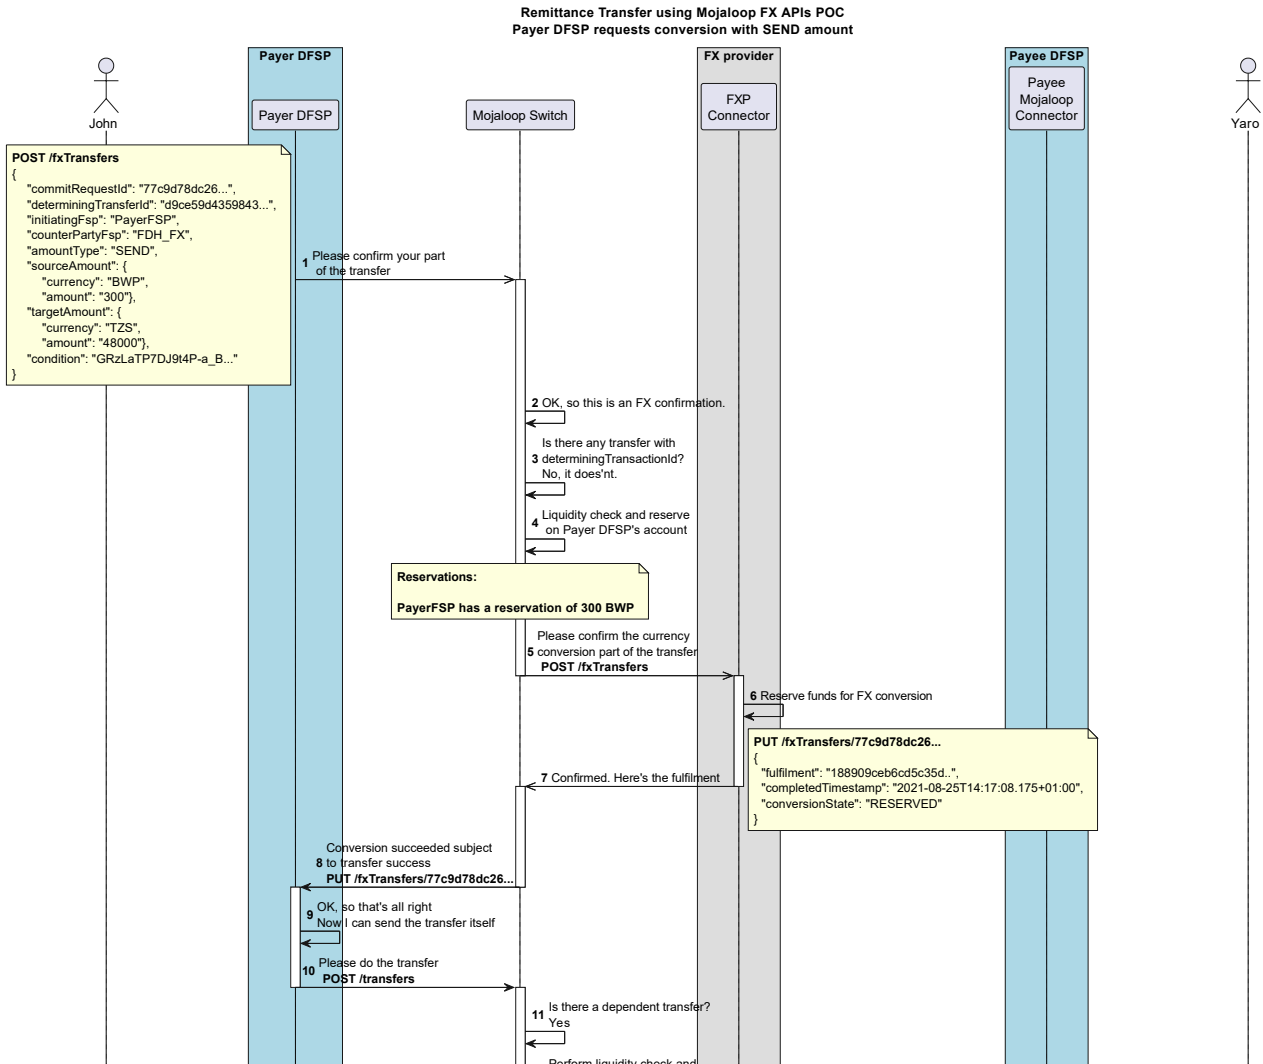 Remittance Transfer using Mojaloop FX APIs POC
Payer DFSP requests conversion with SEND amount
Payer DFSP
FX provider
Payee DFSP
John
Payer DFSP
Mojaloop Switch
FXP
Connector
Payee
Mojaloop
Connector
Yaro
POST /fxTransfers
{
"commitRequestId": "77c9d78dc26...",
"determiningTransferId": "d9ce59d4359843...",
"initiatingFsp": "PayerFSP",
"counterPartyFsp": "FDH_FX",
"amountType": "SEND",
"sourceAmount": {
"currency": "BWP",
"amount": "300"},
"targetAmount": {
"currency": "TZS",
"amount": "48000"},
"condition": "GRzLaTP7DJ9t4P-a_B..."
}
1 Please confirm your part
of the transfer
2 OK, so this is an FX confirmation.
Is there any transfer with
3 determiningTransactionId?
No, it does'nt.
4 Liquidity check and reserve
on Payer DFSP's account
Reservations:
PayerFSP has a reservation of 300 BWP
Please confirm the currency
5 conversion part of the transfer
POST /fxTransfers
6 Reserve funds for FX conversion
PUT /fxTransfers/77c9d78dc26...
{
"fulfilment": "188909ceb6cd5c35d..",
"completedTimestamp": "2021-08-25T14:17:08.175+01:00",
"conversionState": "RESERVED"
}
7 Confirmed. Here's the fulfilment
Conversion succeeded subject
8 to transfer success
PUT /fxTransfers/77c9d78dc26...
9 OK, so that's all right
Now I can send the transfer itself
10 Please do the transfer
POST /transfers
11 Is there a dependent transfer?
Yes
Perform liquidity check and